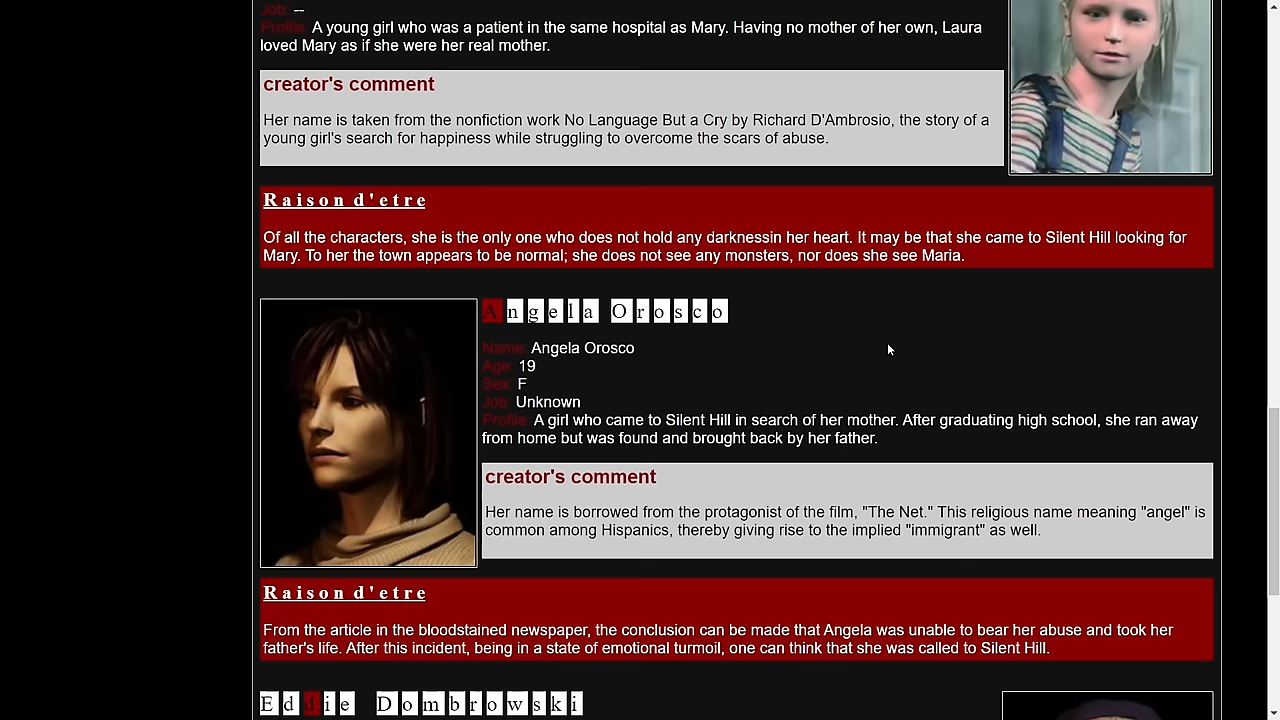 Job: --
Profile: A young girl who was a patient in the same hospital as Mary. Having no mother of her own, Laura
loved Mary as if she were her real mother.
creator's comment
Her name is taken from the nonfiction work No Language But a Cry by Richard D'Ambrosio, the story of a
young girl's search for happiness while struggling to overcome the scars of abuse.
Raison d'etre
Of all the characters, she is the only one who does not hold any darknessin her heart. It may be that she came to Silent Hill looking for
Mary. To her the town appears to be normal; she does not see any monsters, nor does she see Maria.
Angela Orosco
Name: Angela Orosco
Age: 19
Sex: F
Job: Unknown
Profile: A girl who came to Silent Hill in search of her mother. After graduating high school, she ran away
from home but was found and brought back by her father.
creator's comment
Her name is borrowed from the protagonist of the film, "The Net." This religious name meaning "angel" is
common among Hispanics, thereby giving rise to the implied "immigrant" as well.
Raison d'etre
From the article in the bloodstained newspaper, the conclusion can be made that Angela was unable to bear her abuse and took her
father's life. After this incident, being in a state of emotional turmoil, one can think that she was called to Silent Hill.
Eddie Dombrowski